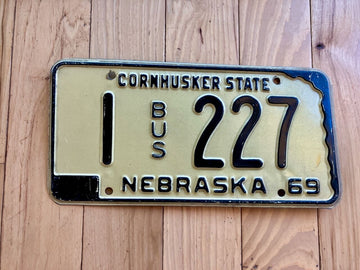 CORNHUSKER STATE
1 BUS 227
NEBRASKA 69